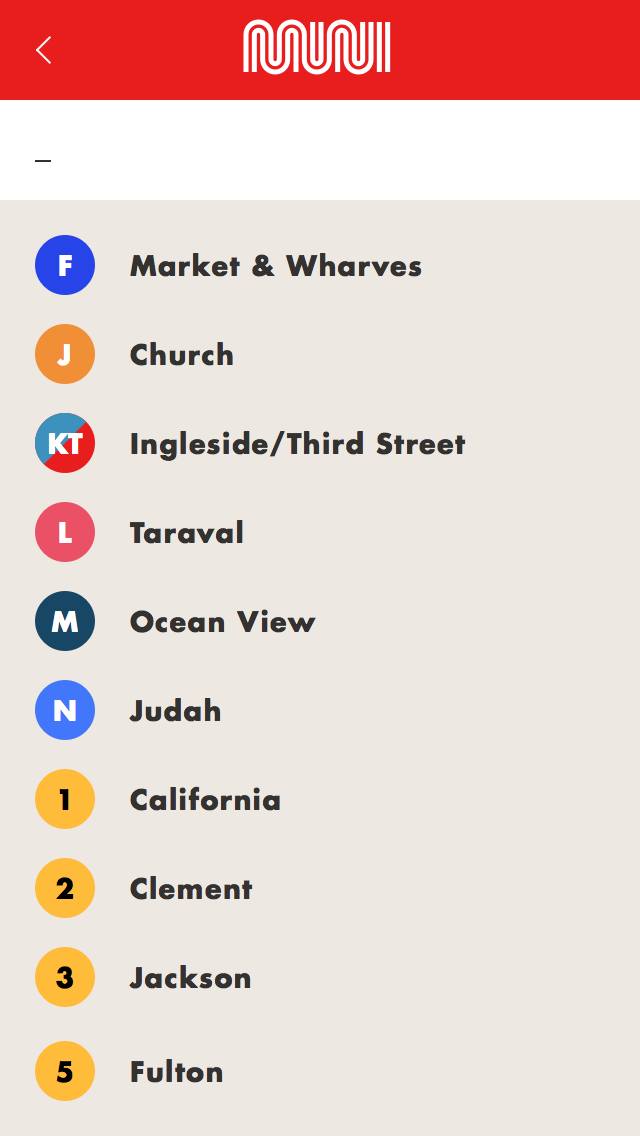 MUNI
F Market & Wharves
J Church
KT Ingleside/Third Street
L Taraval
M Ocean View
N Judah
1 California
2 Clement
3 Jackson
5 Fulton